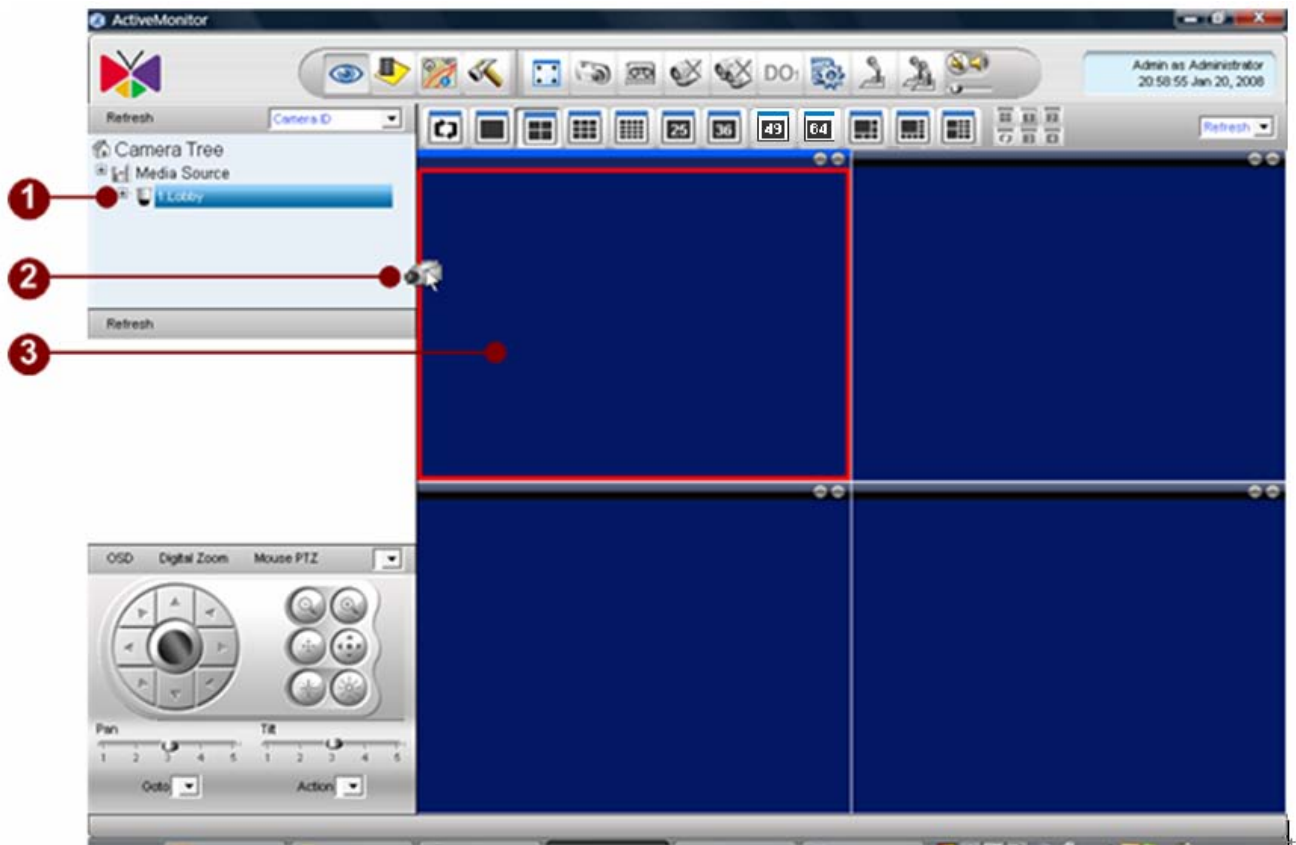 ActiveMonitor
Admin as Administrator
20:58:55 Jan 20, 2008
DO1
Refresh
Camera ID
25
36
49
64
Refresh
Camera Tree
Media Source
1 Lobby
1
2
Refresh
3
OSD Digital Zoom Mouse PTZ
Pan Tilt
1 2 3 4 5 1 2 3 4 5
Goto Action